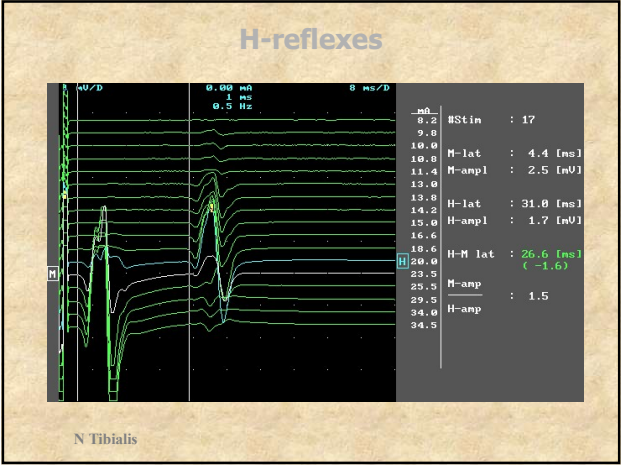 H-reflexes
mV/D 0.00 mA 8 ms/D
1 ms
0.5 Hz
mA
8.2
9.8
10.0
10.8
11.4
13.0
13.8
14.2
15.0
16.6
18.6
H 20.0
M 23.5
25.5
29.5
34.0
34.5
#Stim : 17
M-lat : 4.4 [ms]
M-ampl : 2.5 [mV]
H-lat : 31.0 [ms]
H-ampl : 1.7 [mV]
H-M lat : 26.6 [ms]
( -1.6)
M-amp
H-amp : 1.5
N Tibialis